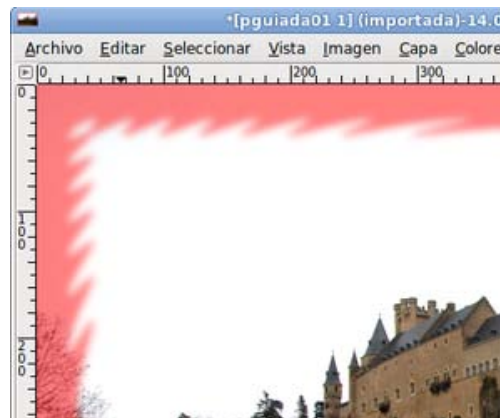 *[pguiada01 1] (importada)-14.0
Archivo Editar Seleccionar Vista Imagen Capa Colore
0 100 200 300
0
100
200